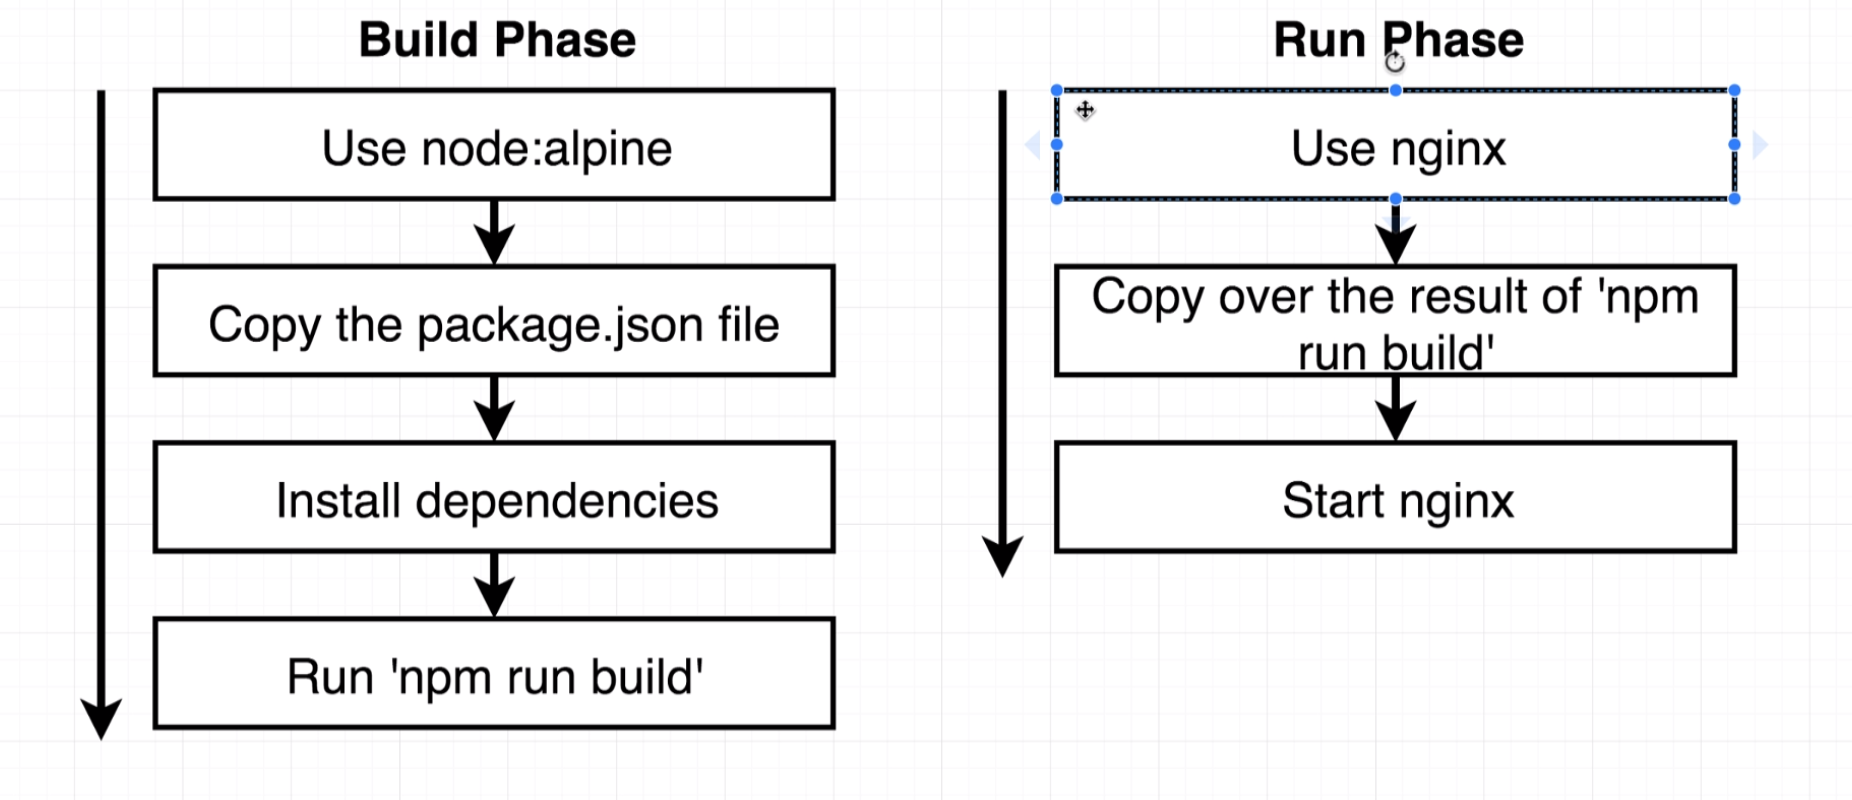 Build Phase
Use node:alpine
Copy the package.json file
Install dependencies
Run 'npm run build'
Run Phase
Use nginx
Copy over the result of 'npm
run build'
Start nginx